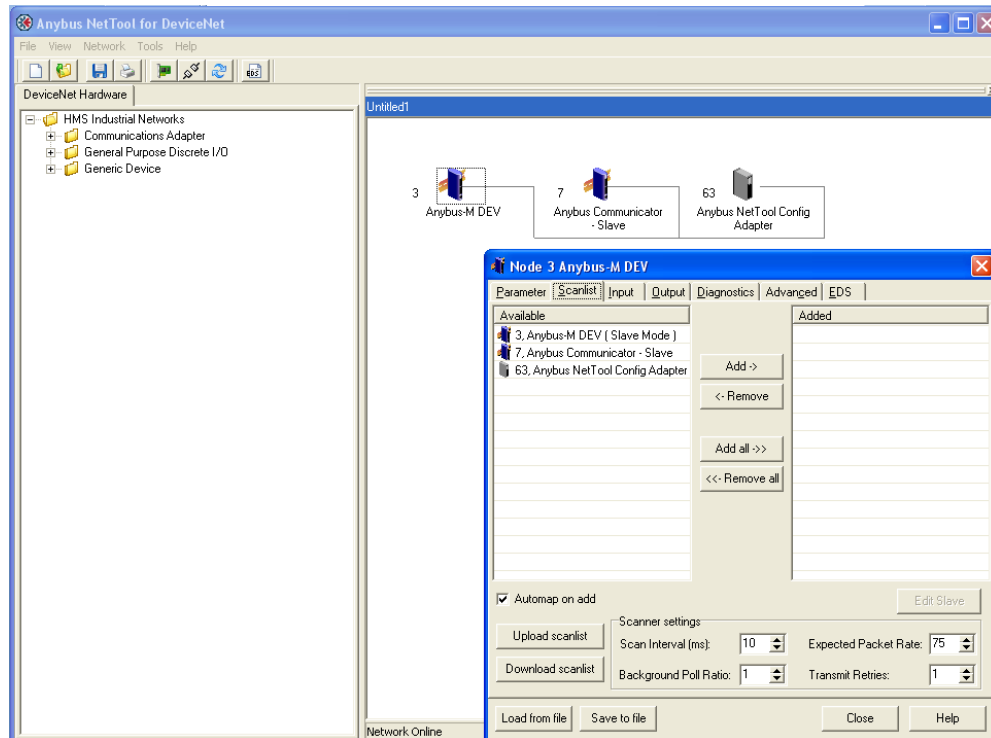 Anybus NetTool for DeviceNet
File View Network Tools Help
EDS
DeviceNet Hardware
HMS Industrial Networks
Communications Adapter
General Purpose Discrete I/O
Generic Device
Untitled1
3
Anybus-M DEV
7
Anybus Communicator
- Slave
63
Anybus NetTool Config
Adapter
Node 3 Anybus-M DEV
Parameter Scanlist Input Output Diagnostics Advanced EDS
Available
3, Anybus-M DEV ( Slave Mode )
7, Anybus Communicator - Slave
63, Anybus NetTool Config Adapter
Add ->
<- Remove
Add all ->>
<<- Remove all
Added
Automap on add
Edit Slave
Upload scanlist
Download scanlist
Scanner settings
Scan Interval (ms): 10 Expected Packet Rate: 75
Background Poll Ratio: 1 Transmit Retries: 1
Load from file Save to file Close Help
Network Online